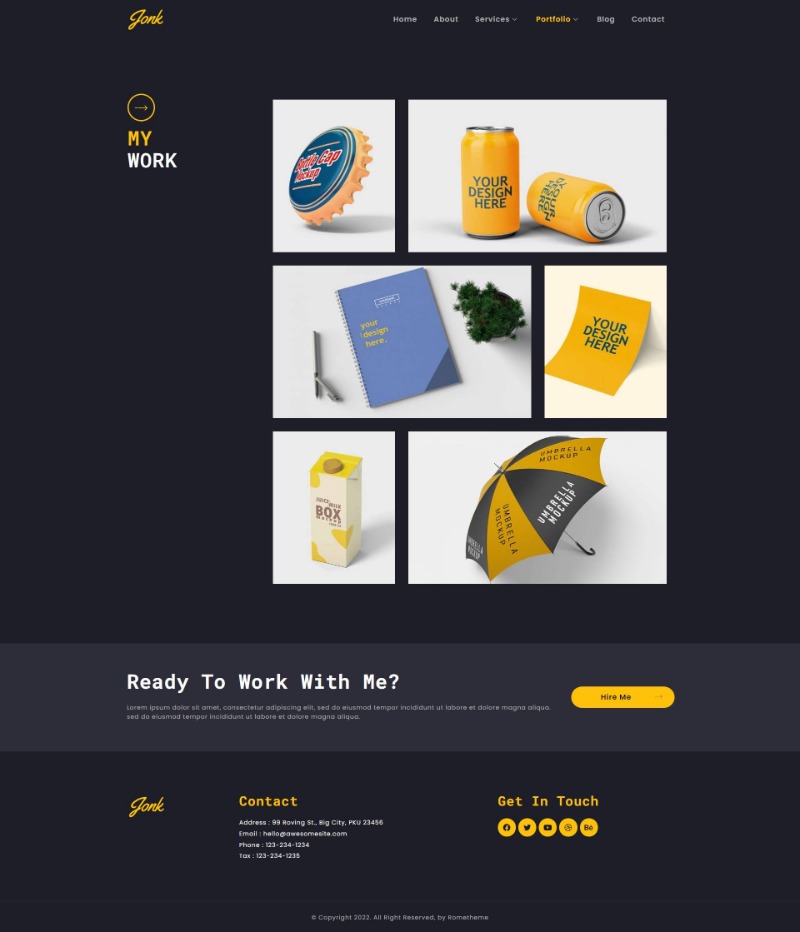 Jonk
Home About Services Portfolio Blog Contact
MY
WORK
Bottle Cap
Mockup
YOUR
DESIGN
HERE
YOUR
DESIGN
HERE
your
design
here.
YOUR
DESIGN
HERE
BOX
UMBRELLA
MOCKUP
UMBRELLA
MOCKUP
UMBRELLA
MOCKUP
UMBRELLA
MOCKUP
Ready To Work With Me?
Lorem ipsum dolor sit amet, consectetur adipiscing elit, sed do eiusmod tempor incididunt ut labore et dolore magna aliqua.
sed do eiusmod tempor incididunt ut labore et dolore magna aliqua.
Hire Me
Jonk
Contact
Address : 99 Roving St., Big City, PKU 23456
Email : hello@awesomesite.com
Phone : 123-234-1234
Tax : 123-234-1235
Get In Touch
Bē
© Copyright 2022. All Right Reserved, by Rometheme